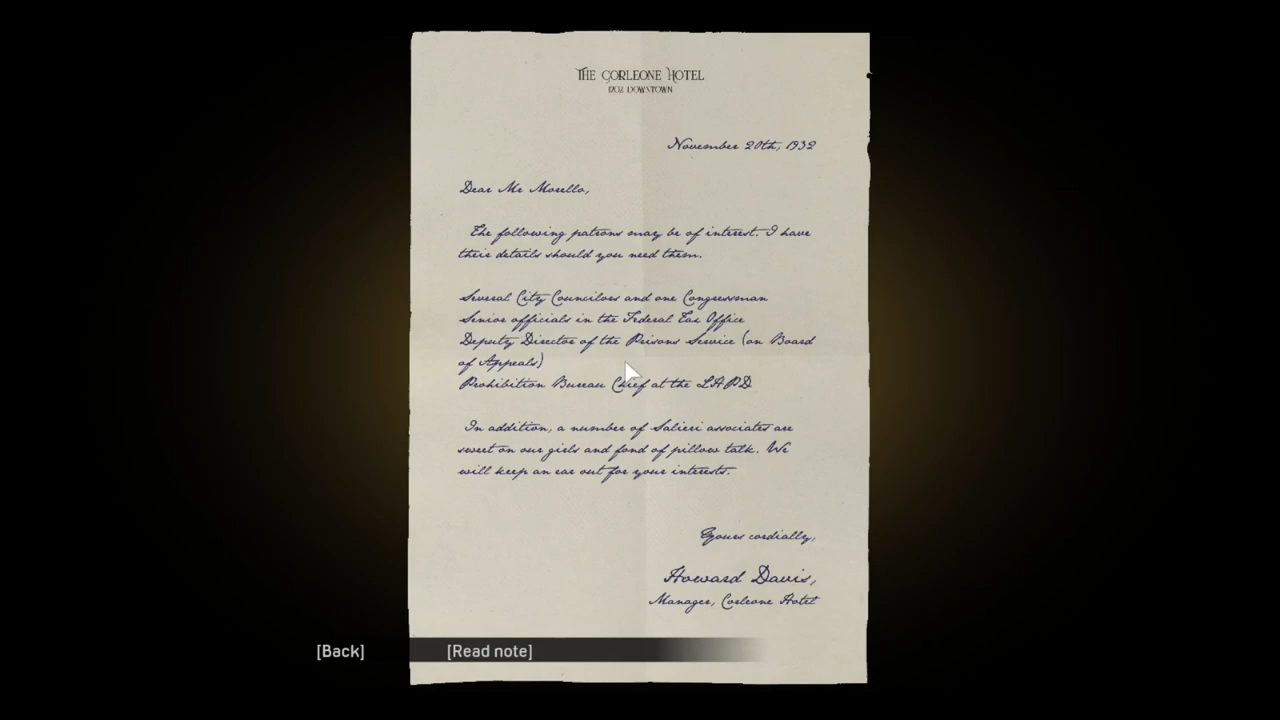 THE CORLEONE HOTEL
1702 DOWNTOWN
November 20th, 1932
Dear Mr Morello,
The following patrons may be of interest. I have
their details should you need them.
Several City Councilors and one Congressman
Senior officials in the Federal Tax Office
Deputy Director of the Prisons Service (on Board
of Appeals)
Prohibition Bureau Chief at the LHPD
In addition, a number of Salieri associates are
sweet on our girls and fond of pillow talk. We
will keep an ear out for your interests.
Yours cordially,
Howard Davis,
Manager, Corleone Hotel
[Back] [Read note]